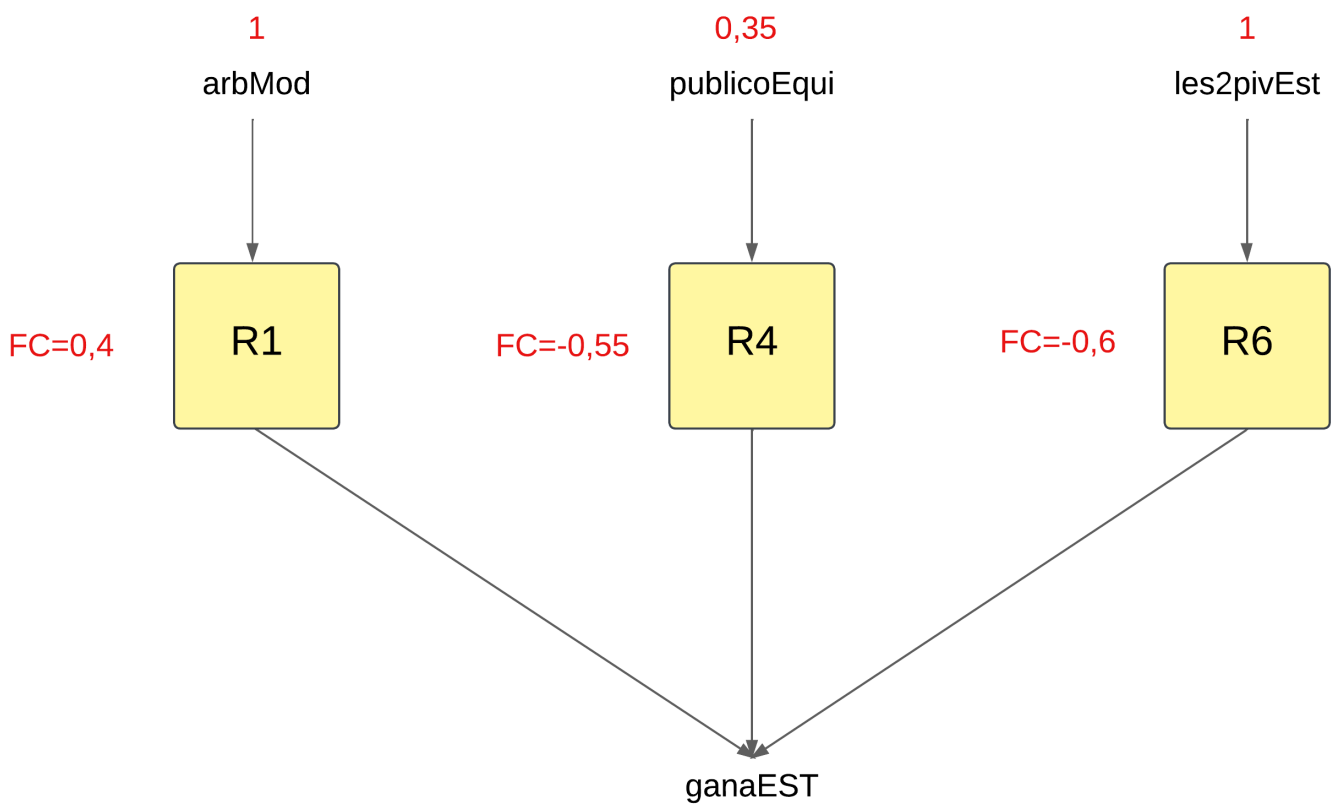 1
0,35
1
arbMod
publicoEqui
les2pivEst
FC=0,4
R1
FC=-0,55
R4
FC=-0,6
R6
ganaEST